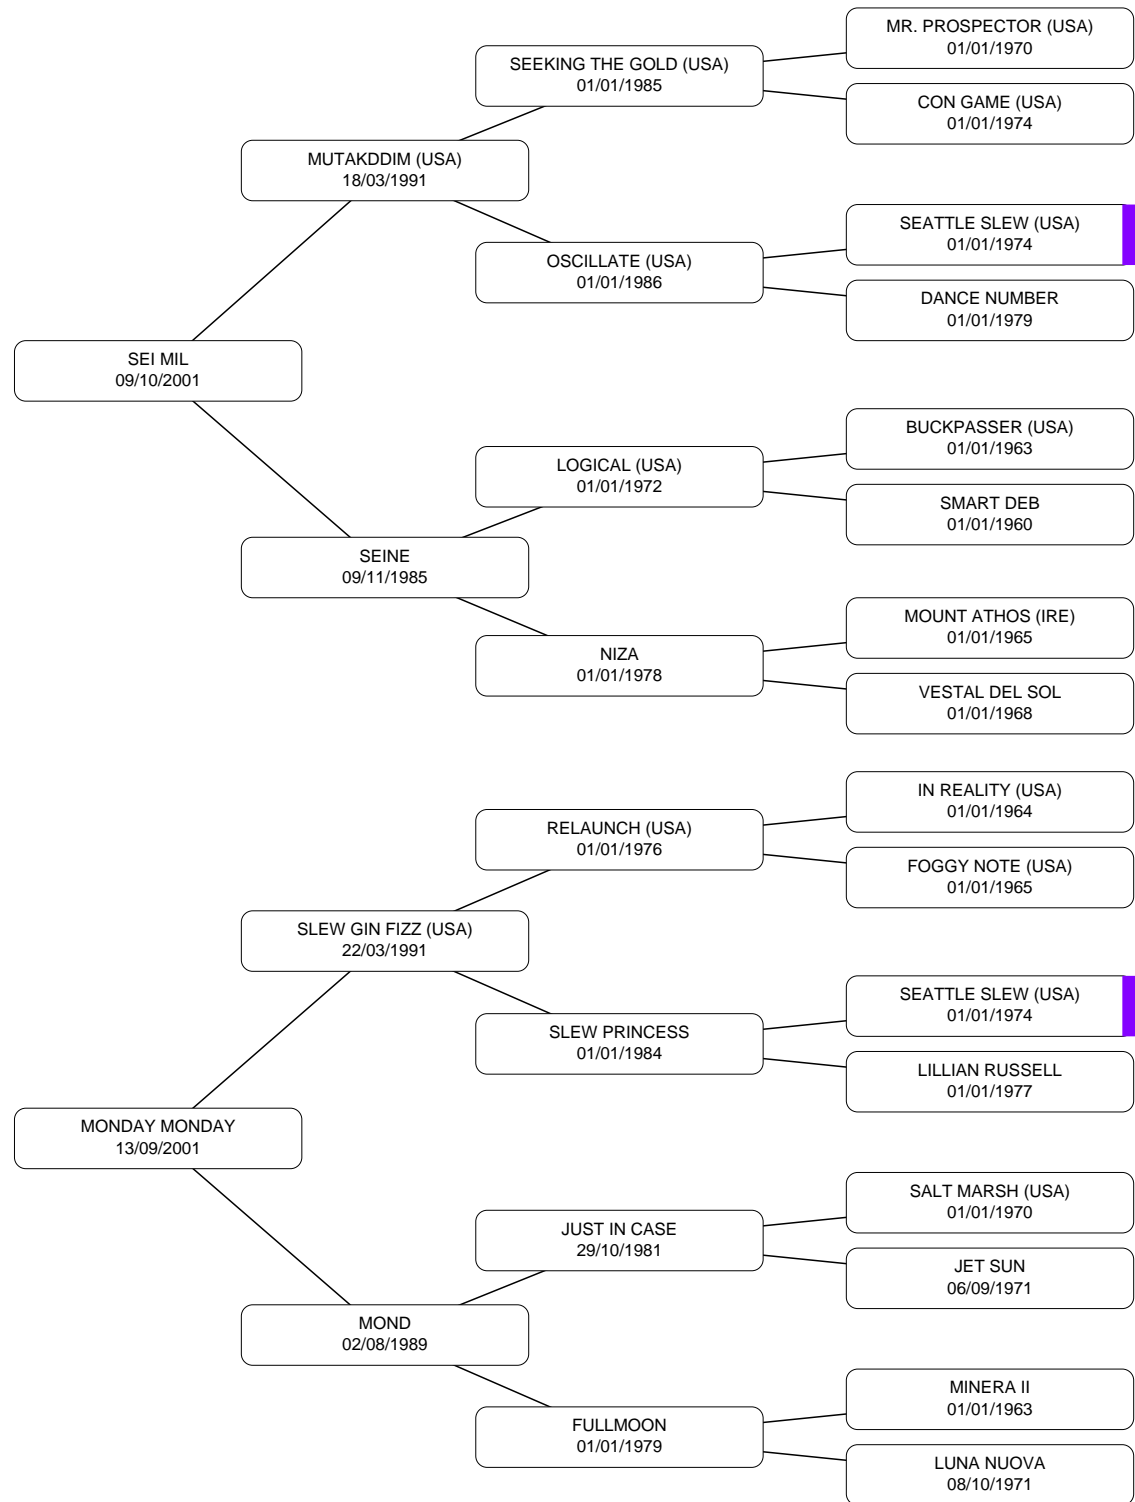 MR. PROSPECTOR (USA)
01/01/1970
SEEKING THE GOLD (USA)
01/01/1985
CON GAME (USA)
01/01/1974
MUTAKDDIM (USA)
18/03/1991
SEATTLE SLEW (USA)
01/01/1974
OSCILLATE (USA)
01/01/1986
DANCE NUMBER
01/01/1979
SEI MIL
09/10/2001
BUCKPASSER (USA)
01/01/1963
LOGICAL (USA)
01/01/1972
SMART DEB
01/01/1960
SEINE
09/11/1985
MOUNT ATHOS (IRE)
01/01/1965
NIZA
01/01/1978
VESTAL DEL SOL
01/01/1968
IN REALITY (USA)
01/01/1964
RELAUNCH (USA)
01/01/1976
FOGGY NOTE (USA)
01/01/1965
SLEW GIN FIZZ (USA)
22/03/1991
SEATTLE SLEW (USA)
01/01/1974
SLEW PRINCESS
01/01/1984
LILLIAN RUSSELL
01/01/1977
MONDAY MONDAY
13/09/2001
SALT MARSH (USA)
01/01/1970
JUST IN CASE
29/10/1981
JET SUN
06/09/1971
MOND
02/08/1989
MINERA II
01/01/1963
FULLMOON
01/01/1979
LUNA NUOVA
08/10/1971